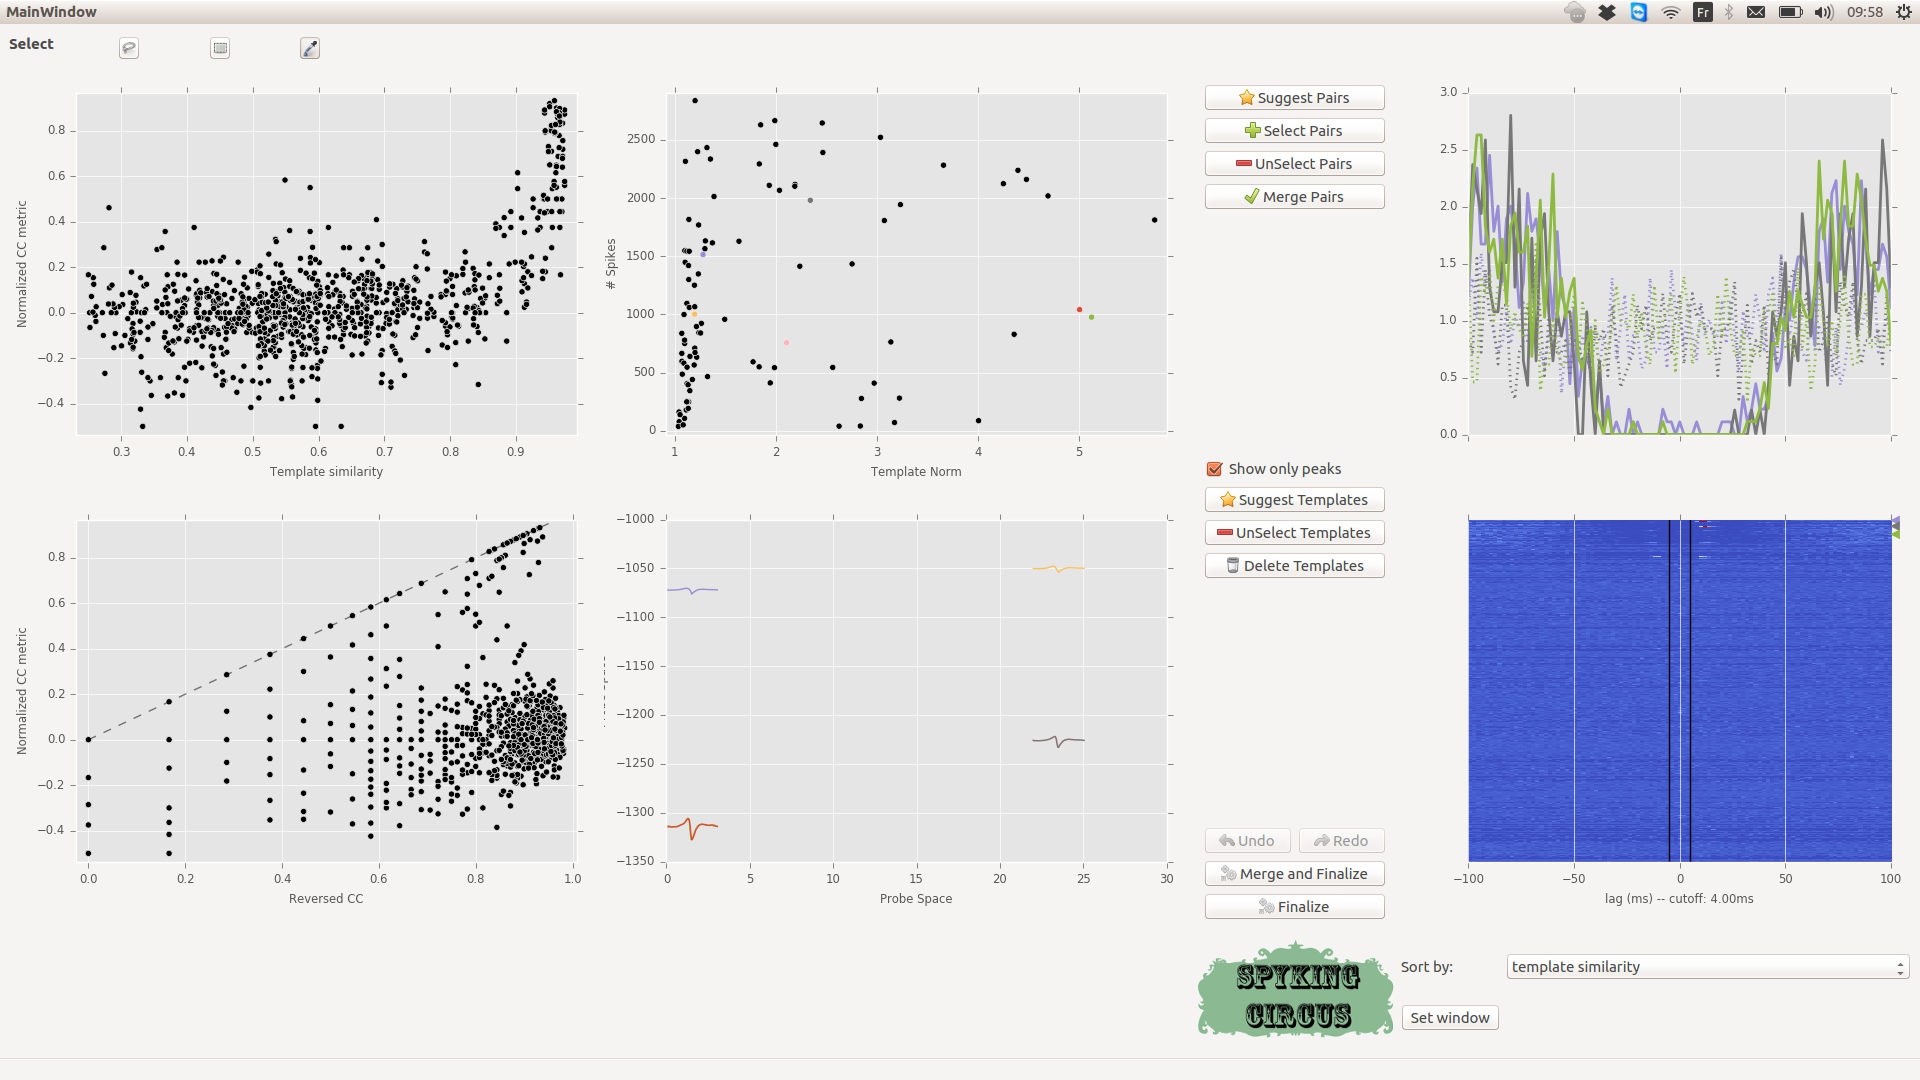 MainWindow
Fr
09:58
Select
0.8
0.6
0.4
0.2
0.0
−0.2
−0.4
Normalized CC metric
0.3
0.4
0.5
0.6
0.7
0.8
0.9
Template similarity
2500
2000
1500
1000
500
0
# Spikes
1
2
3
4
5
Template Norm
Suggest Pairs
Select Pairs
UnSelect Pairs
Merge Pairs
3.0
2.5
2.0
1.5
1.0
0.5
0.0
Show only peaks
Suggest Templates
UnSelect Templates
Delete Templates
0.8
0.6
0.4
0.2
0.0
−0.2
−0.4
Normalized CC metric
0.0
0.2
0.4
0.6
0.8
1.0
Reversed CC
−1000
−1050
−1100
−1150
−1200
−1250
−1300
−1350
0
5
10
15
20
25
30
Probe Space
Undo
Redo
Merge and Finalize
Finalize
−100
−50
0
50
100
lag (ms) -- cutoff: 4.00ms
SPYKING
CIRCUS
Sort by:
template similarity
Set window